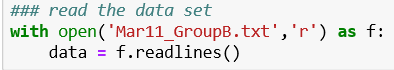 ### read the data set
with open('Mar11_GroupB.txt','r') as f:
    data = f.readlines()